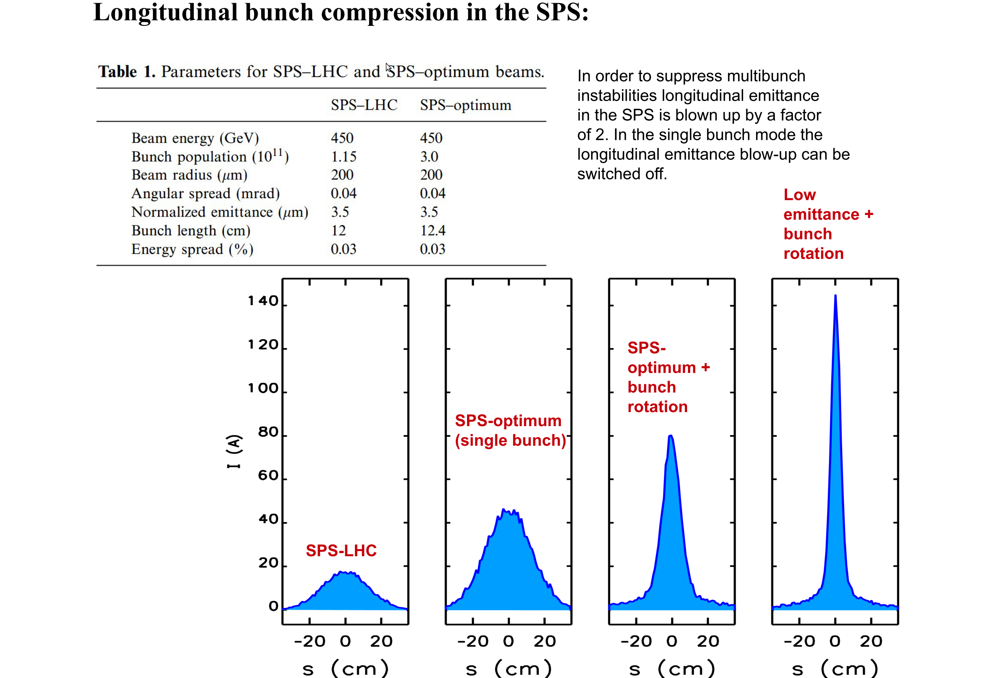 Longitudinal bunch compression in the SPS:
Table 1. Parameters for SPS–LHC and SPS–optimum beams.
SPS–LHC SPS–optimum
Beam energy (GeV) 450 450
Bunch population (10^11) 1.15 3.0
Beam radius (μm) 200 200
Angular spread (mrad) 0.04 0.04
Normalized emittance (μm) 3.5 3.5
Bunch length (cm) 12 12.4
Energy spread (%) 0.03 0.03
In order to suppress multibunch
instabilities longitudinal emittance
in the SPS is blown up by a factor
of 2. In the single bunch mode the
longitudinal emittance blow-up can be
switched off.
Low
emittance +
bunch
rotation
SPS-
optimum +
bunch
rotation
SPS-optimum
(single bunch)
SPS-LHC
I (A)
140
120
100
80
60
40
20
0
-20 0 20
-20 0 20
-20 0 20
-20 0 20
s (cm)
s (cm)
s (cm)
s (cm)